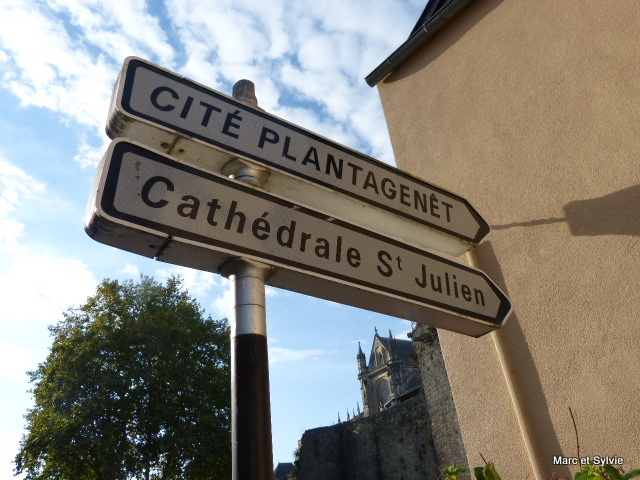 CITÉ PLANTAGENÊT
Cathédrale St Julien
Marc et Sylvie